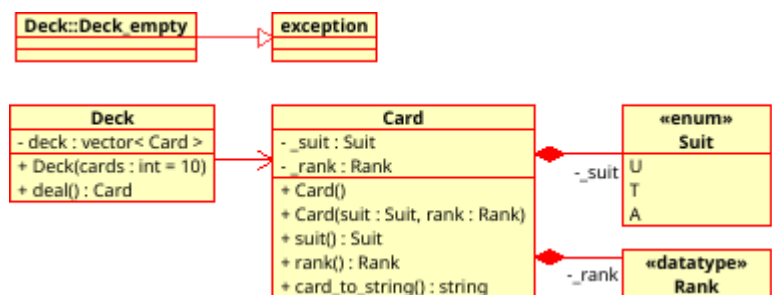 Deck::Deck_empty
exception
Deck
- deck : vector< Card >
+ Deck(cards : int = 10)
+ deal() : Card
Card
- _suit : Suit
- _rank : Rank
+ Card()
+ Card(suit : Suit, rank : Rank)
+ suit() : Suit
+ rank() : Rank
+ card_to_string() : string
-_suit
-_rank
«enum»
Suit
U
T
A
«datatype»
Rank